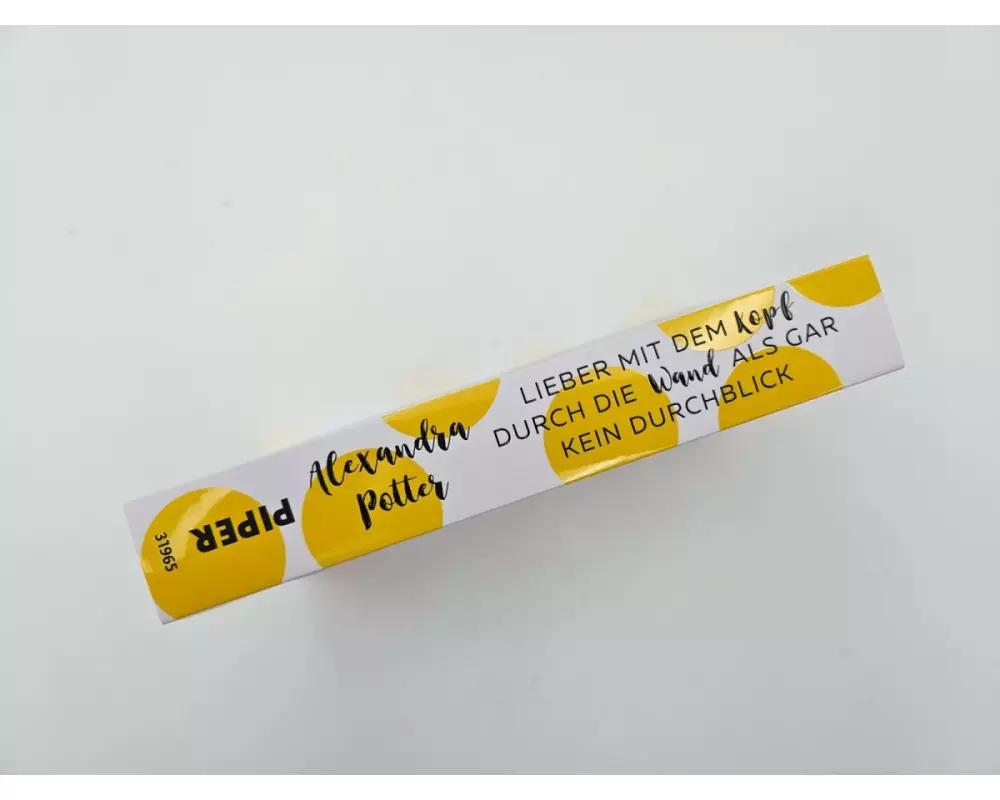 31965
PIPER
Alexandra
Potter
LIEBER MIT DEM Kopf
DURCH DIE Wand ALS GAR
KEIN DURCHBLICK